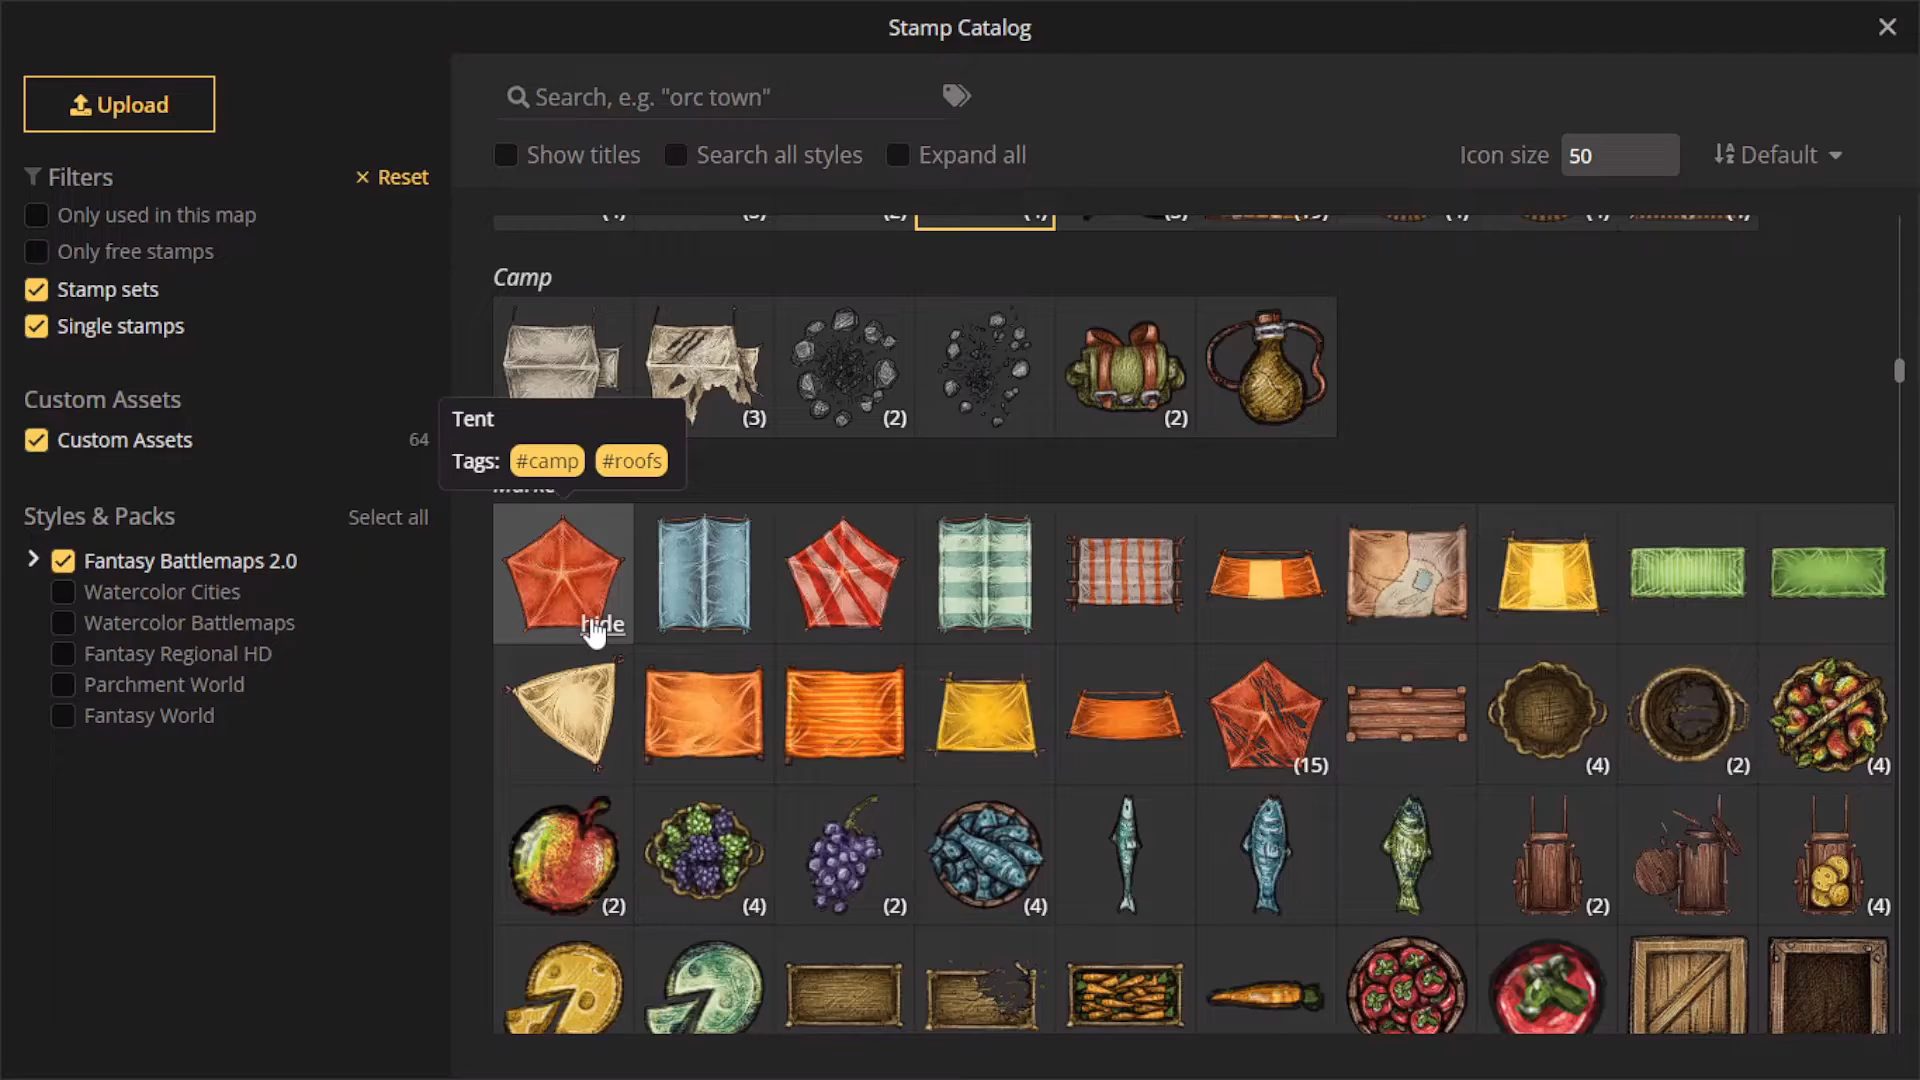 Stamp Catalog
Upload
Search, e.g. "orc town"
Show titles
Search all styles
Expand all
Icon size
50
Default
Filters
Reset
Only used in this map
Only free stamps
Stamp sets
Single stamps
Custom Assets
Custom Assets
64
Styles & Packs
Select all
Fantasy Battlemaps 2.0
Watercolor Cities
Watercolor Battlemaps
Fantasy Regional HD
Parchment World
Fantasy World
Camp
(3)
(2)
(2)
Tent
Tags: #camp #roofs
hide
(15)
(4)
(2)
(4)
(2)
(4)
(2)
(4)
(2)
(4)